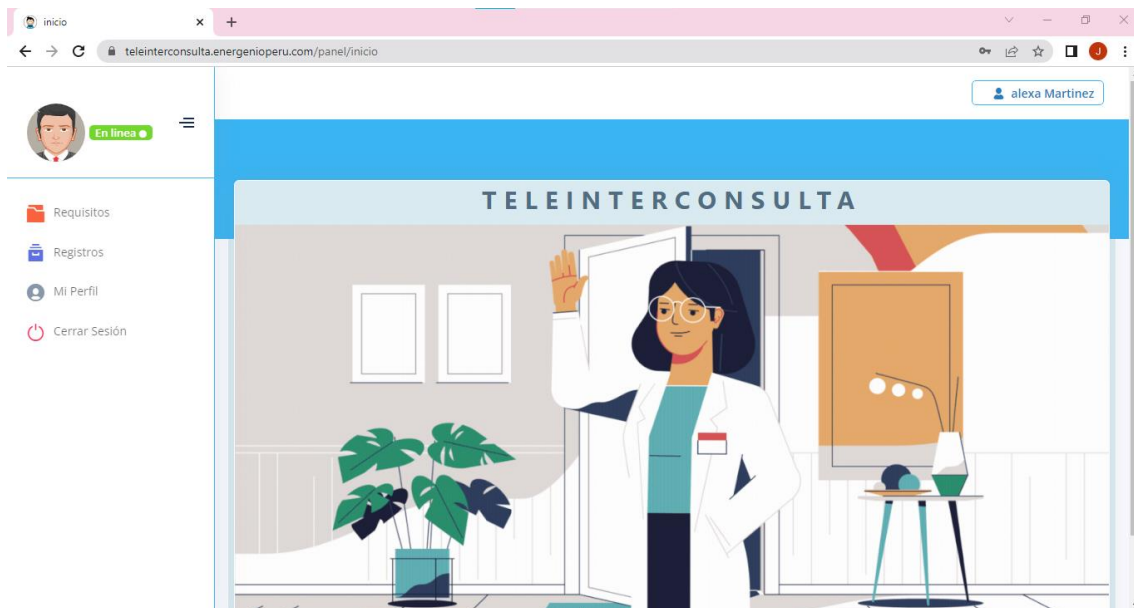 inicio
teleinterconsulta.energenioperu.com/panel/inicio
J
alexa Martinez
En linea
TELEINTERCONSULTA
Requisitos
Registros
Mi Perfil
Cerrar Sesión